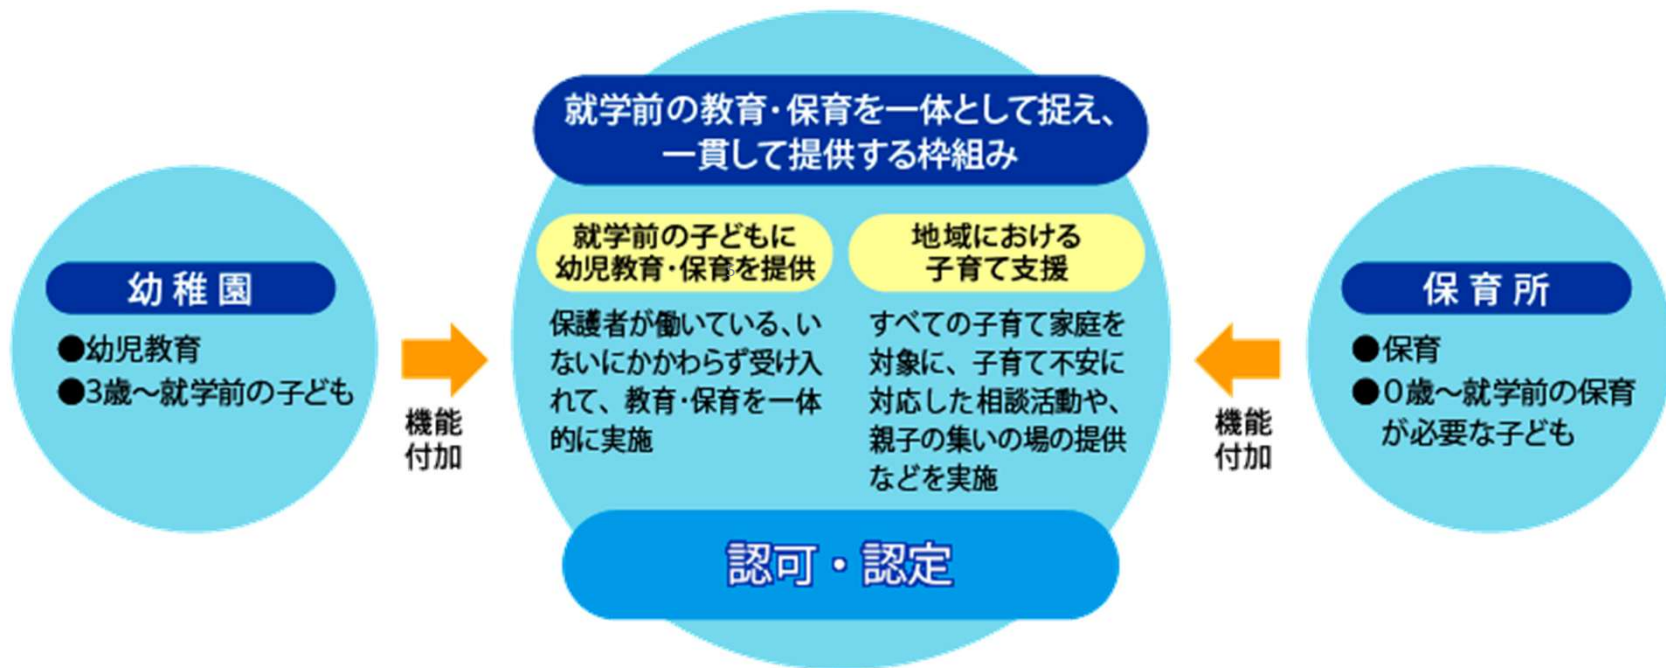 就学前の教育・保育を一体として捉え、
一貫して提供する枠組み
幼稚園
●幼児教育
●3歳～就学前の子ども
機能
付加
就学前の子どもに
幼児教育・保育を提供
保護者が働いている、い
ないにかかわらず受け入
れて、教育・保育を一体
的に実施
地域における
子育て支援
すべての子育て家庭を
対象に、子育て不安に
対応した相談活動や、
親子の集いの場の提供
などを実施
認可・認定
機能
付加
保育所
●保育
●0歳～就学前の保育
が必要な子ども